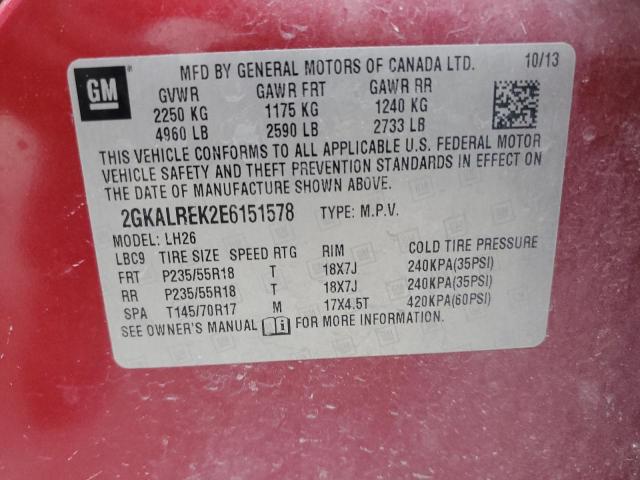 GM
MFD BY GENERAL MOTORS OF CANADA LTD. 10/13
GVWR GAWR FRT GAWR RR
2250 KG 1175 KG 1240 KG
4960 LB 2590 LB 2733 LB
THIS VEHICLE CONFORMS TO ALL APPLICABLE U.S. FEDERAL MOTOR
VEHICLE SAFETY AND THEFT PREVENTION STANDARDS IN EFFECT ON
THE DATE OF MANUFACTURE SHOWN ABOVE.
2GKALREK2E6151578 TYPE: M.P.V.
MODEL: LH26
LBC9 TIRE SIZE SPEED RTG RIM COLD TIRE PRESSURE
FRT P235/55R18 T 18X7J 240KPA(35PSI)
RR P235/55R18 T 18X7J 240KPA(35PSI)
SPA T145/70R17 M 17X4.5T 420KPA(60PSI)
SEE OWNER'S MANUAL FOR MORE INFORMATION.